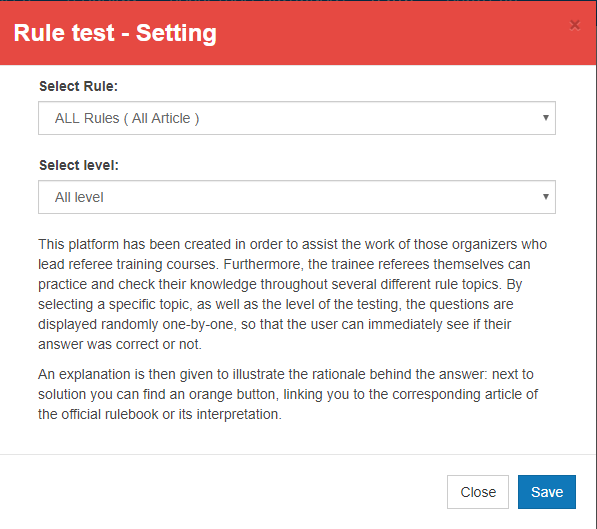 Rule test - Setting
×
Select Rule:
ALL Rules ( All Article )
Select level:
All level
This platform has been created in order to assist the work of those organizers who
lead referee training courses. Furthermore, the trainee referees themselves can
practice and check their knowledge throughout several different rule topics. By
selecting a specific topic, as well as the level of the testing, the questions are
displayed randomly one-by-one, so that the user can immediately see if their
answer was correct or not.
An explanation is then given to illustrate the rationale behind the answer: next to
solution you can find an orange button, linking you to the corresponding article of
the official rulebook or its interpretation.
Close
Save